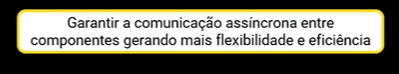 Garantir a comunicação assíncrona entre
componentes gerando mais flexibilidade e eficiência